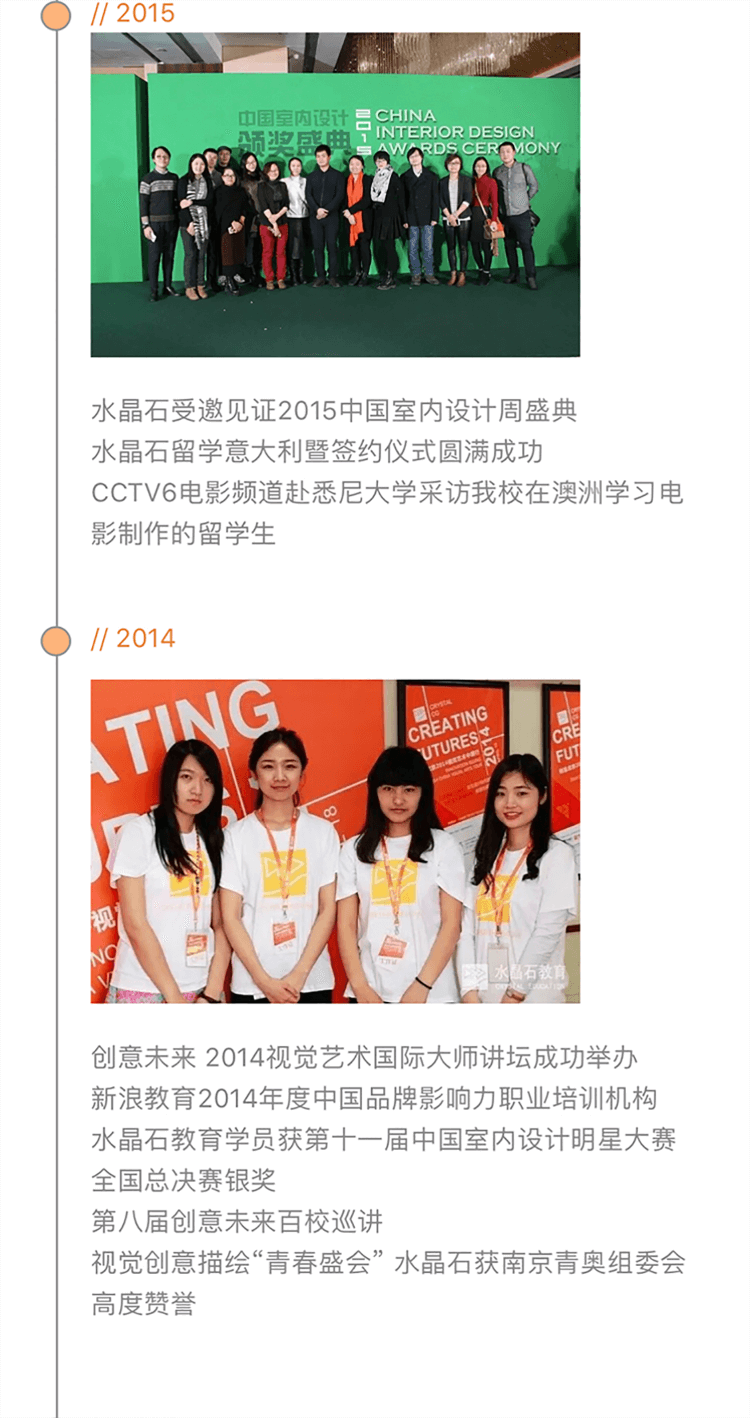 // 2015
中国室内设计
颁奖盛典
2015
CHINA
INTERIOR DESIGN
AWARDS CEREMONY
水晶石受邀见证2015中国室内设计周盛典
水晶石留学意大利暨签约仪式圆满成功
CCTV6电影频道赴悉尼大学采访我校在澳洲学习电
影制作的留学生
// 2014
ATING
CRYSTAL
CG
CREATING
FUTURES
2014
CRE
FUT
水晶石教育
CRYSTAL EDUCATION
创意未来 2014视觉艺术国际大师讲坛成功举办
新浪教育2014年度中国品牌影响力职业培训机构
水晶石教育学员获第十一届中国室内设计明星大赛
全国总决赛银奖
第八届创意未来百校巡讲
视觉创意描绘“青春盛会” 水晶石获南京青奥组委会
高度赞誉